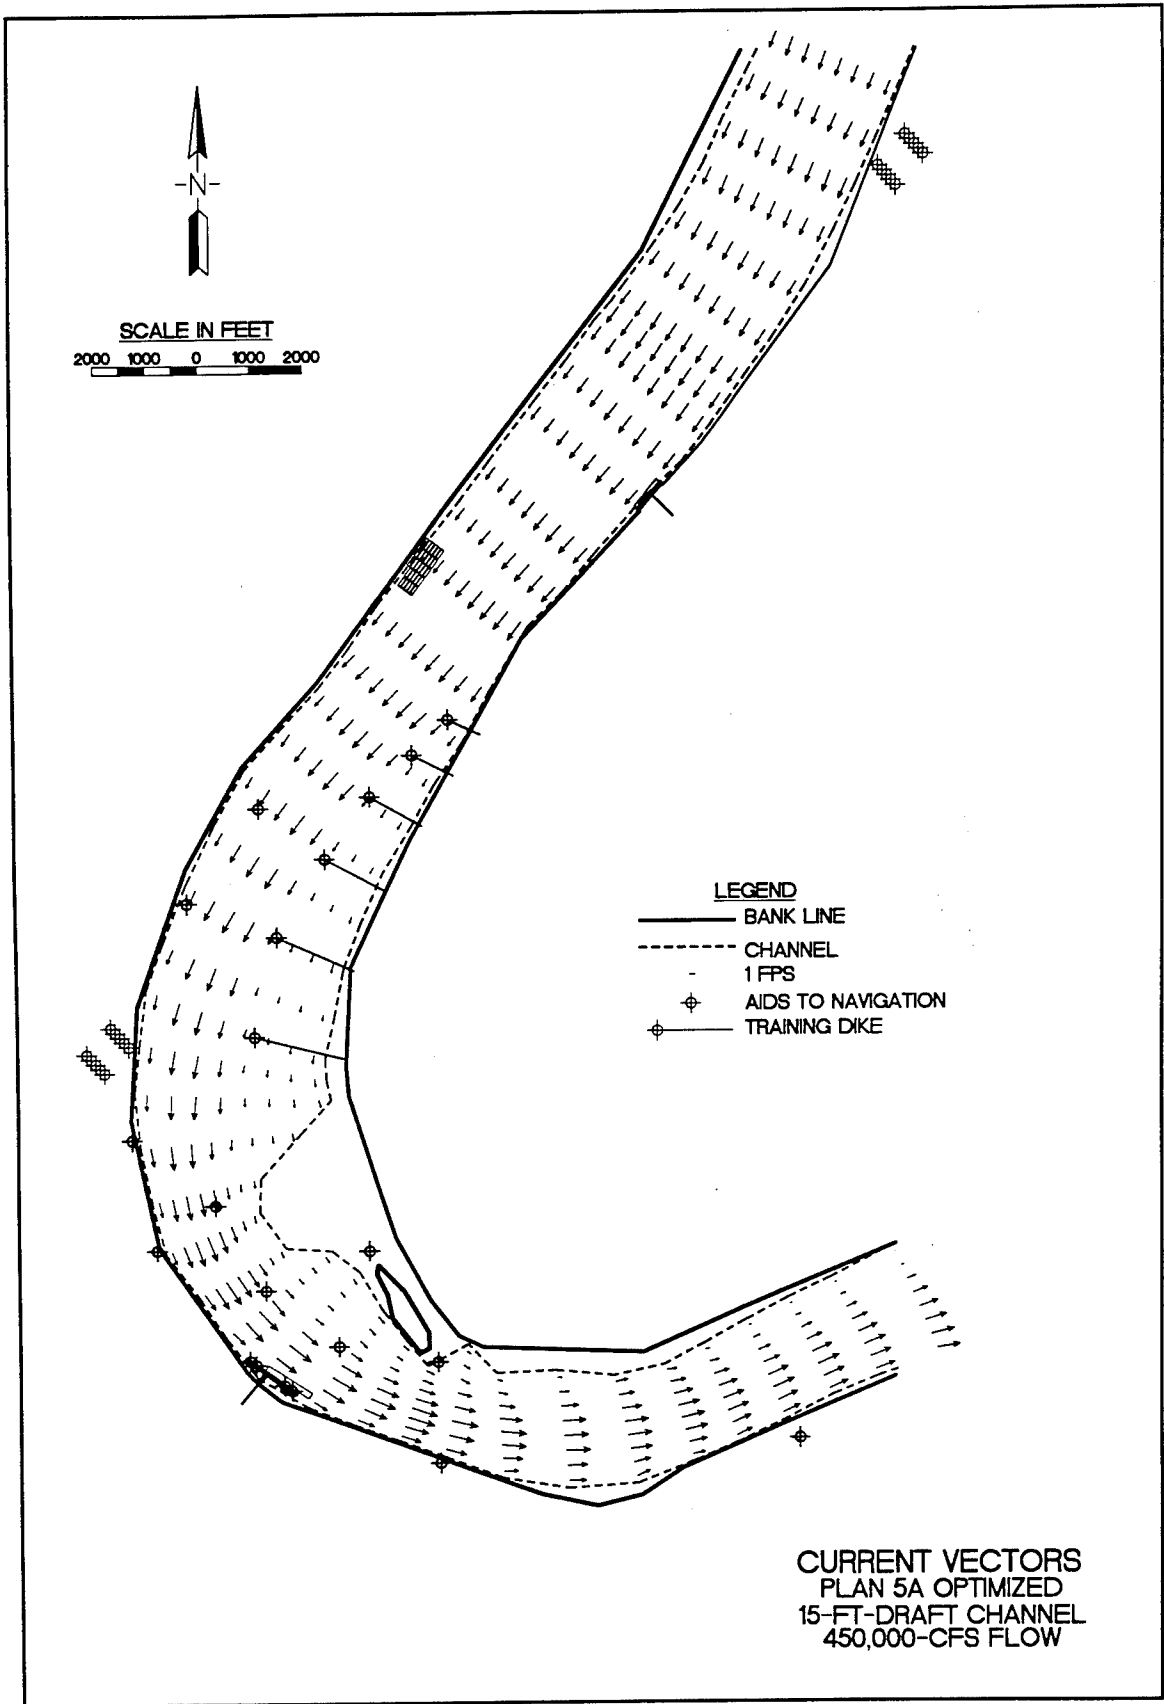 -N-
SCALE IN FEET
2000 1000 0 1000 2000
LEGEND
BANK LINE
CHANNEL
1 FPS
AIDS TO NAVIGATION
TRAINING DIKE
CURRENT VECTORS
PLAN 5A OPTIMIZED
15-FT-DRAFT CHANNEL
450,000-CFS FLOW